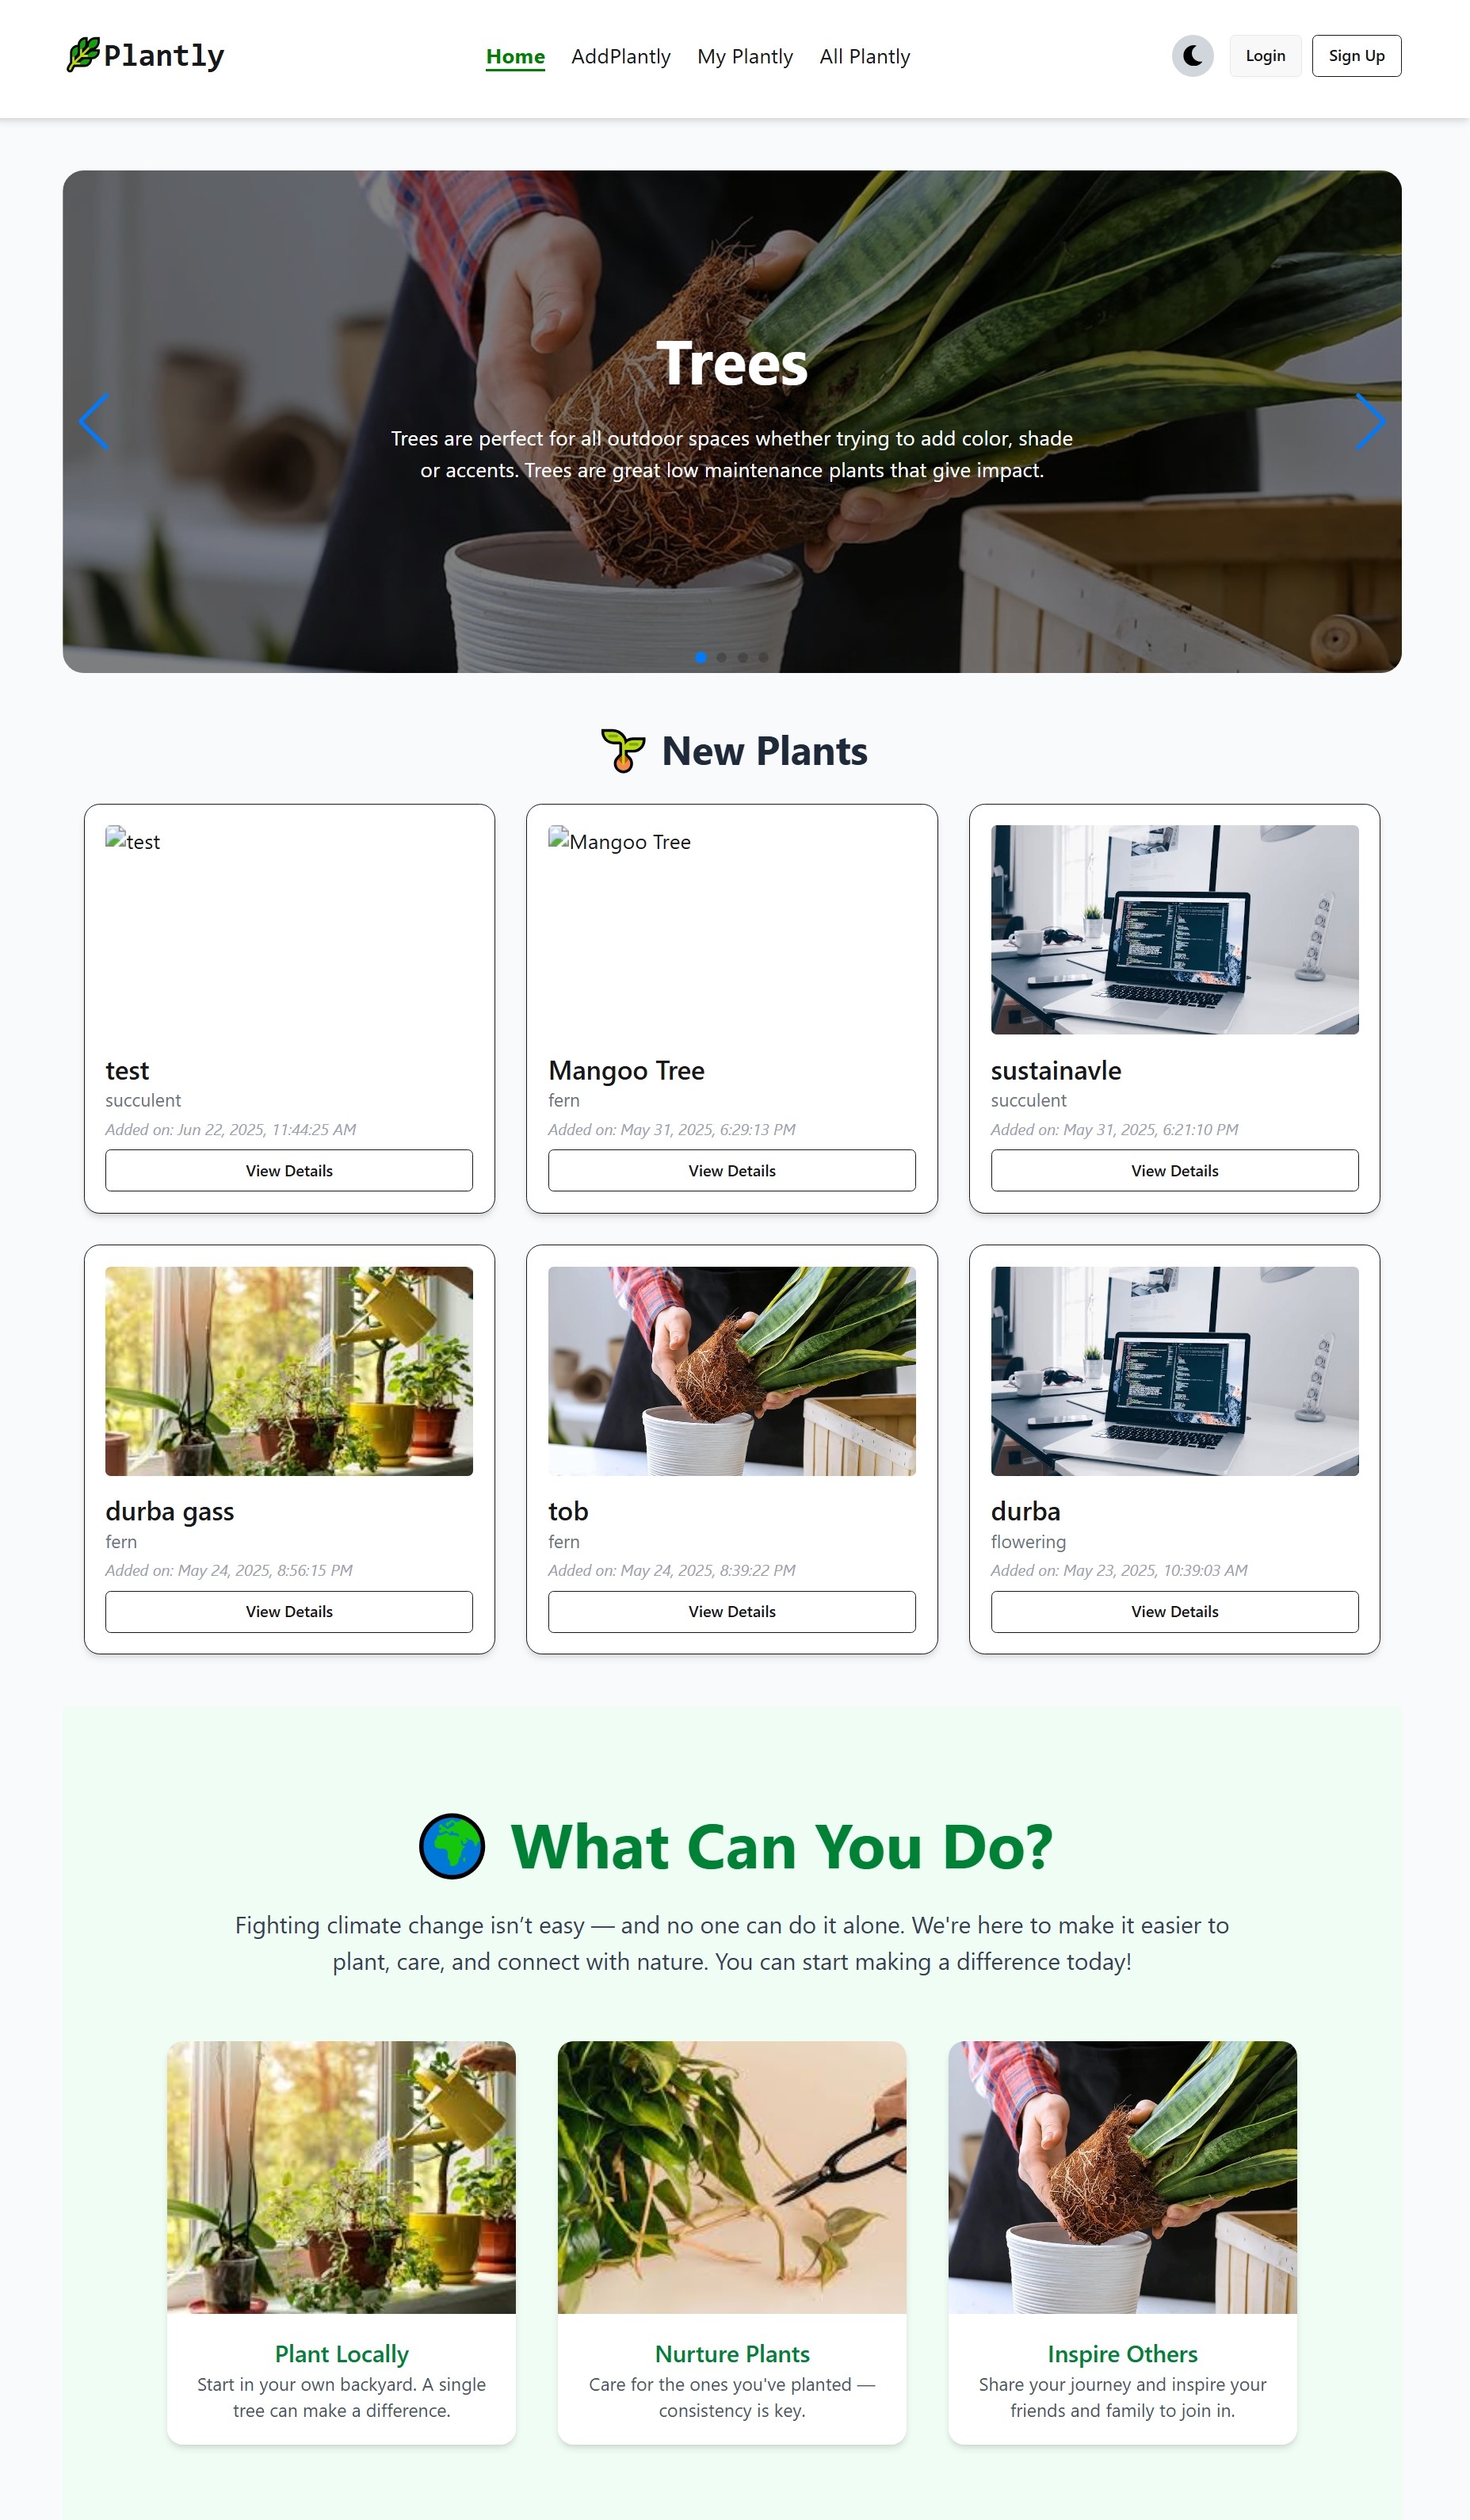 Plantly
Home AddPlantly My Plantly All Plantly
Login Sign Up
Trees
Trees are perfect for all outdoor spaces whether trying to add color, shade
or accents. Trees are great low maintenance plants that give impact.
New Plants
test
test
succulent
Added on: Jun 22, 2025, 11:44:25 AM
View Details
Mangoo Tree
Mangoo Tree
fern
Added on: May 31, 2025, 6:29:13 PM
View Details
sustainavle
succulent
Added on: May 31, 2025, 6:21:10 PM
View Details
durba gass
fern
Added on: May 24, 2025, 8:56:15 PM
View Details
tob
fern
Added on: May 24, 2025, 8:39:22 PM
View Details
durba
flowering
Added on: May 23, 2025, 10:39:03 AM
View Details
What Can You Do?
Fighting climate change isn’t easy — and no one can do it alone. We're here to make it easier to
plant, care, and connect with nature. You can start making a difference today!
Plant Locally
Start in your own backyard. A single
tree can make a difference.
Nurture Plants
Care for the ones you've planted —
consistency is key.
Inspire Others
Share your journey and inspire your
friends and family to join in.